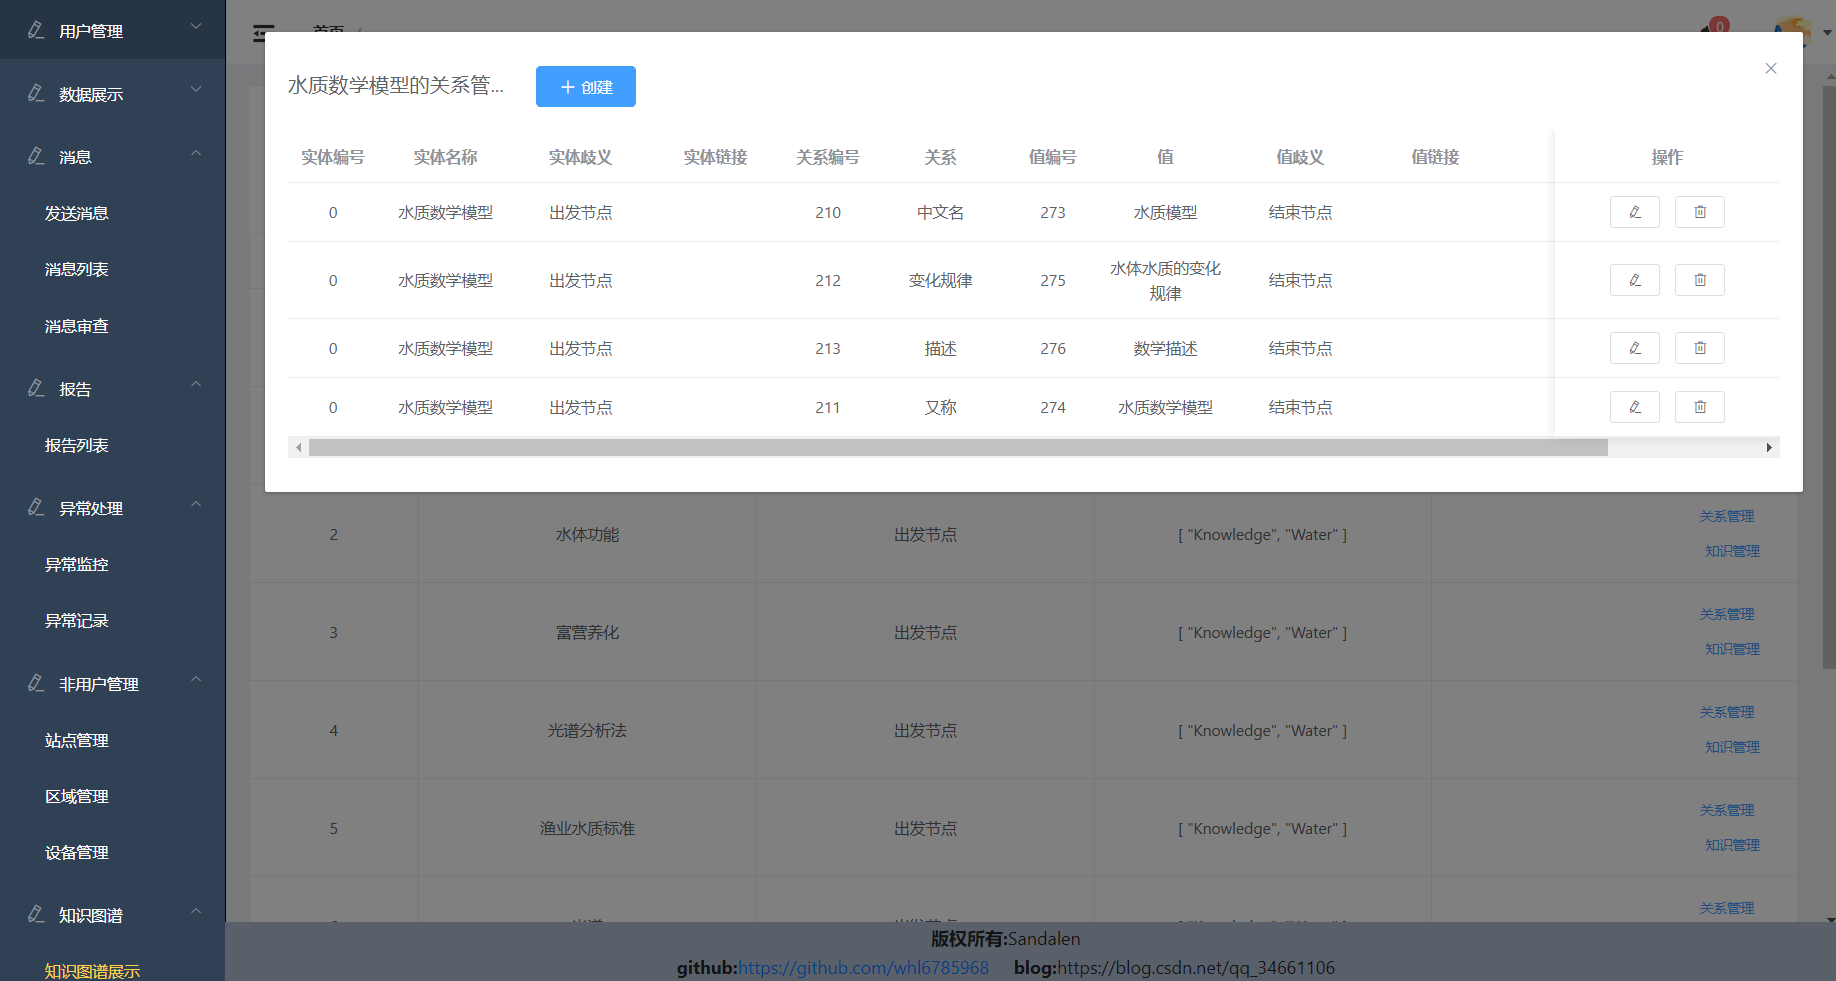 用户管理
数据展示
消息
发送消息
消息列表
消息审查
报告
报告列表
异常处理
异常监控
异常记录
非用户管理
站点管理
区域管理
设备管理
知识图谱
知识图谱展示
首页 /
0
水质数学模型的关系管...
创建
实体编号 实体名称 实体歧义 实体链接 关系编号 关系 值编号 值 值歧义 值链接 操作
0 水质数学模型 出发节点 210 中文名 273 水质模型 结束节点
0 水质数学模型 出发节点 212 变化规律 275 水体水质的变化
规律 结束节点
0 水质数学模型 出发节点 213 描述 276 数学描述 结束节点
0 水质数学模型 出发节点 211 又称 274 水质数学模型 结束节点
2 水体功能 出发节点 [ "Knowledge", "Water" ] 关系管理
知识管理
3 富营养化 出发节点 [ "Knowledge", "Water" ] 关系管理
知识管理
4 光谱分析法 出发节点 [ "Knowledge", "Water" ] 关系管理
知识管理
5 渔业水质标准 出发节点 [ "Knowledge", "Water" ] 关系管理
知识管理
关系管理
版权所有:Sandalen
github:https://github.com/whl6785968 blog:https://blog.csdn.net/qq_34661106